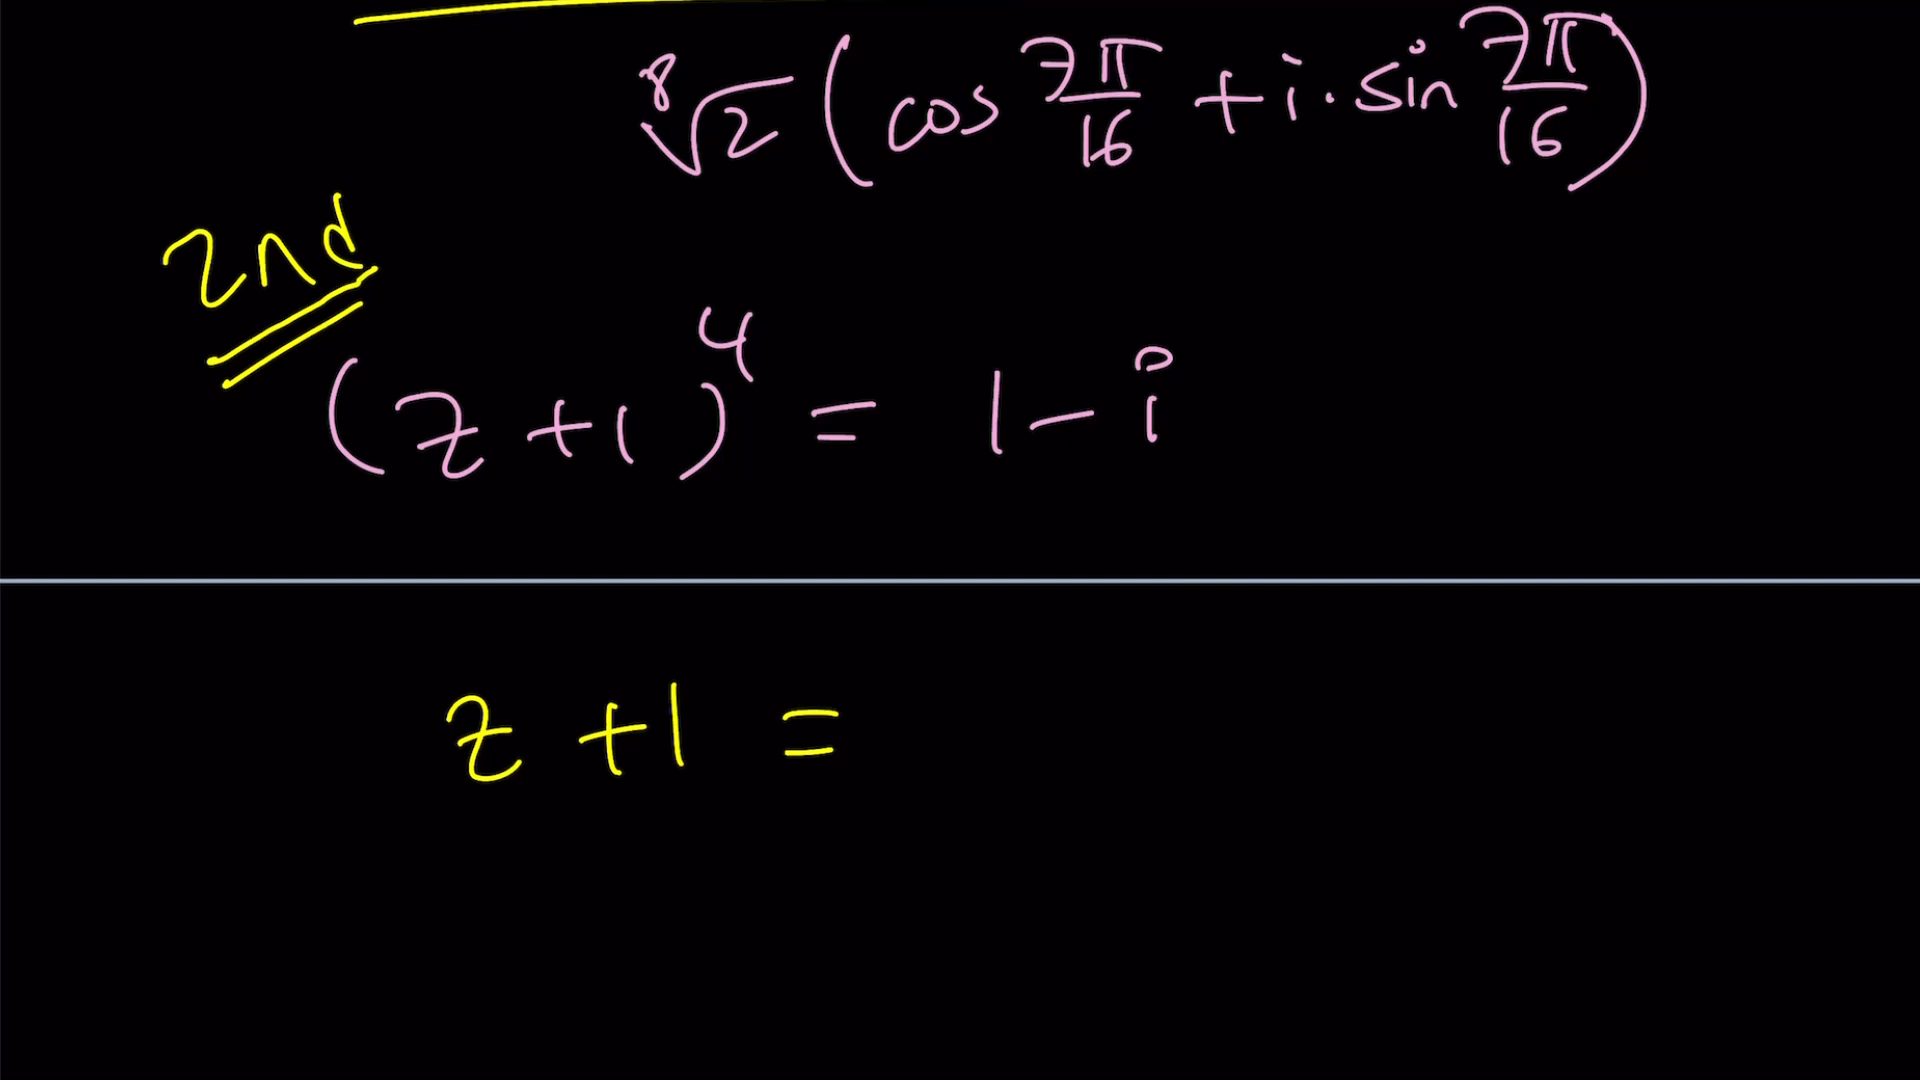 ⁸√2 (cos 7π/16 + i · sin 7π/16)
2nd
(z + 1)⁴ = 1 - i
z + 1 =